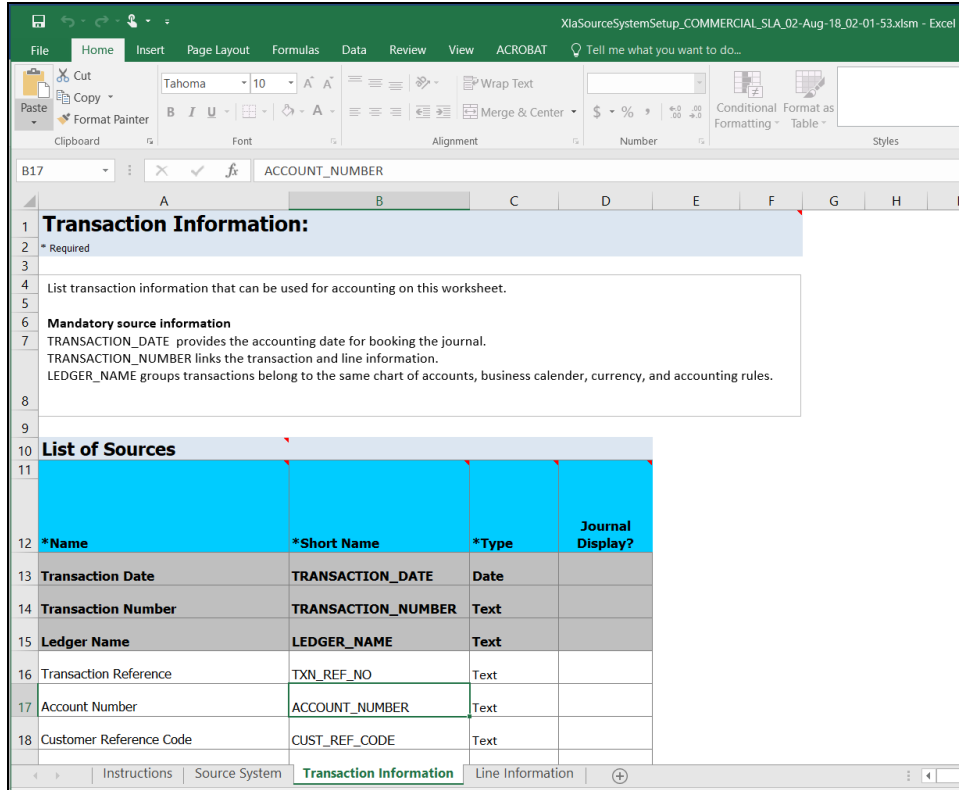 XlaSourceSystemSetup_COMMERCIAL_SLA_02-Aug-18_02-01-53.xlsm - Excel
File Home Insert Page Layout Formulas Data Review View ACROBAT Tell me what you want to do...
Paste
Cut
Copy
Format Painter
Clipboard
Tahoma 10 A A
B I U A
Font
Wrap Text
Merge & Center
Alignment
$ % ,
Number
Conditional Formatting
Format as Table
Styles
B17 fx ACCOUNT_NUMBER
A B C D E F G H
1 Transaction Information:
2 * Required
3
4 List transaction information that can be used for accounting on this worksheet.
5
6 Mandatory source information
7 TRANSACTION_DATE provides the accounting date for booking the journal.
TRANSACTION_NUMBER links the transaction and line information.
LEDGER_NAME groups transactions belong to the same chart of accounts, business calender, currency, and accounting rules.
8
9
10 List of Sources
11
12 *Name *Short Name *Type Journal Display?
13 Transaction Date TRANSACTION_DATE Date
14 Transaction Number TRANSACTION_NUMBER Text
15 Ledger Name LEDGER_NAME Text
16 Transaction Reference TXN_REF_NO Text
17 Account Number ACCOUNT_NUMBER Text
18 Customer Reference Code CUST_REF_CODE Text
Instructions Source System Transaction Information Line Information